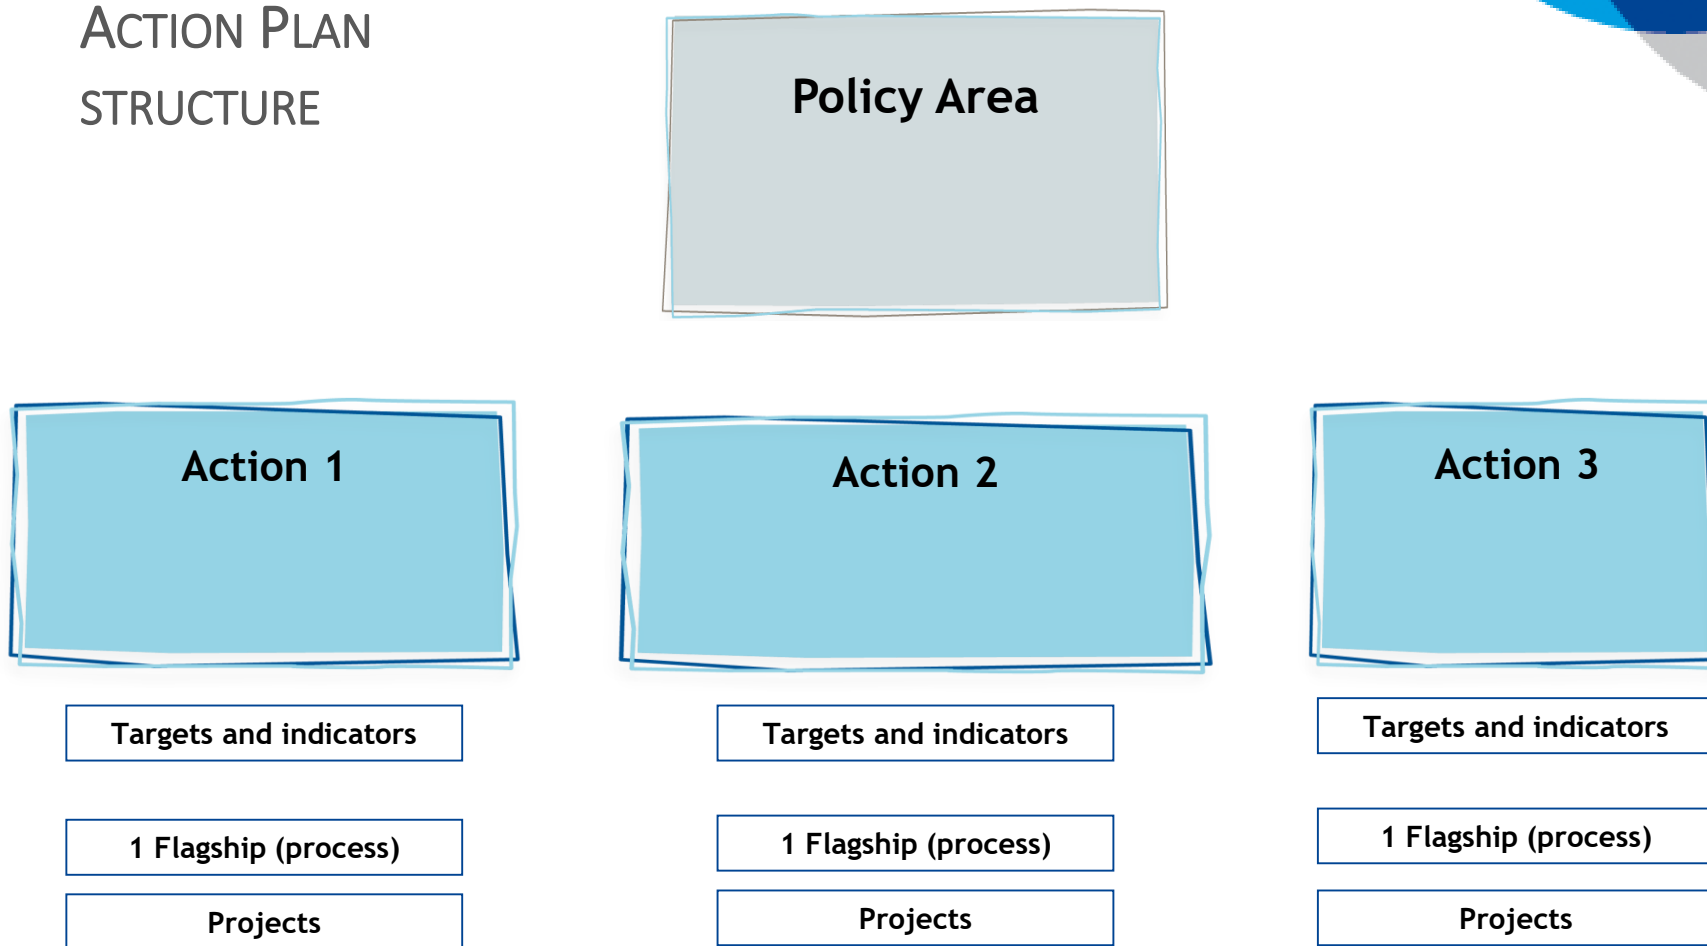 ACTION PLAN
STRUCTURE
Policy Area
Action 1
Action 2
Action 3
Targets and indicators
Targets and indicators
Targets and indicators
1 Flagship (process)
1 Flagship (process)
1 Flagship (process)
Projects
Projects
Projects